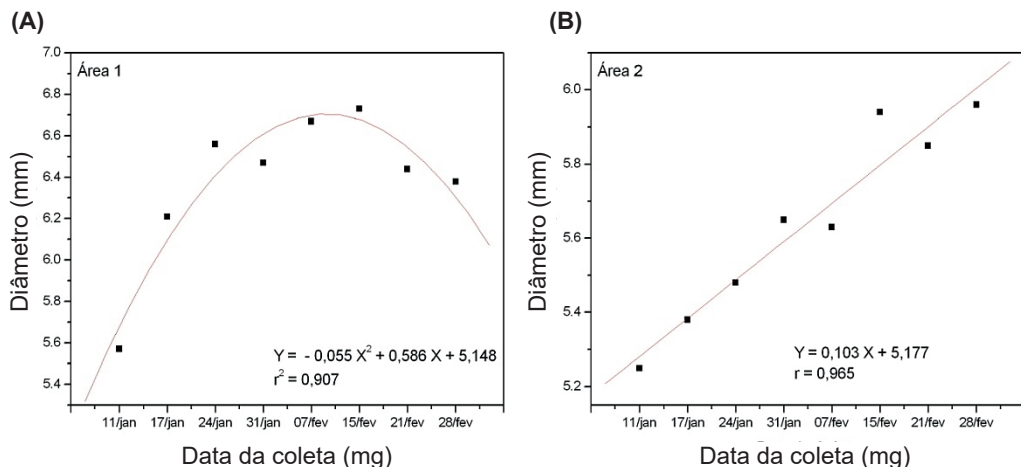 (A)
Área 1
Diâmetro (mm)
7.0
6.8
6.6
6.4
6.2
6.0
5.8
5.6
5.4
Y = - 0,055 X² + 0,586 X + 5,148
r² = 0,907
11/jan 17/jan 24/jan 31/jan 07/fev 15/fev 21/fev 28/fev
Data da coleta (mg)
(B)
Área 2
Diâmetro (mm)
6.0
5.8
5.6
5.4
5.2
Y = 0,103 X + 5,177
r = 0,965
11/jan 17/jan 24/jan 31/jan 07/fev 15/fev 21/fev 28/fev
Data da coleta (mg)